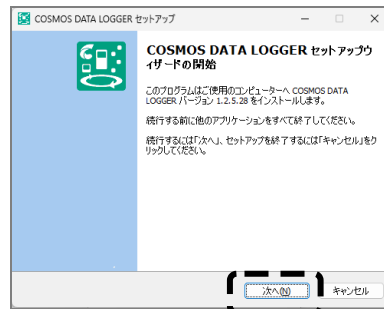 COSMOS DATA LOGGER セットアップ
COSMOS DATA LOGGER セットアップウ
ィザードの開始
このプログラムはご使用のコンピューターへ COSMOS DATA
LOGGER バージョン 1.2.5.28 をインストールします。
続行する前に他のアプリケーションをすべて終了してください。
続行するには「次へ」、セットアップを終了するには「キャンセル」をク
リックしてください。
次へ(N)
キャンセル